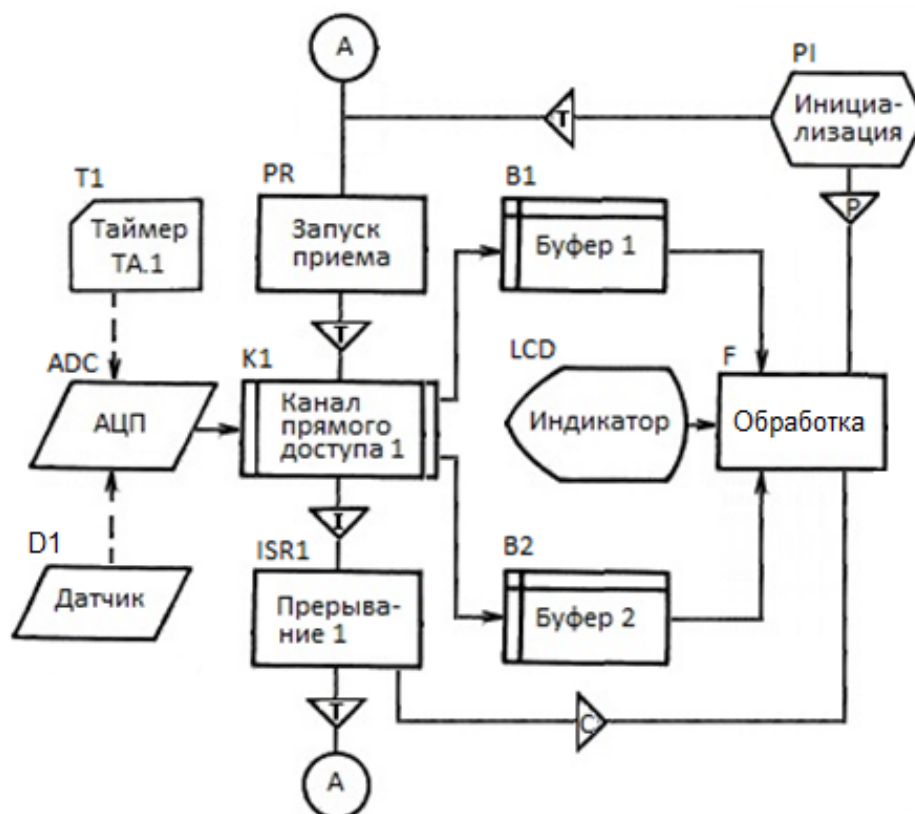 A
PI
Инициа-
лизация
T
P
T1
Таймер
TA.1
PR
Запуск
приема
B1
Буфер 1
T
ADC
АЦП
K1
Канал
прямого
доступа 1
LCD
Индикатор
F
Обработка
I
D1
Датчик
ISR1
Прерыва-
ние 1
B2
Буфер 2
T
C
A